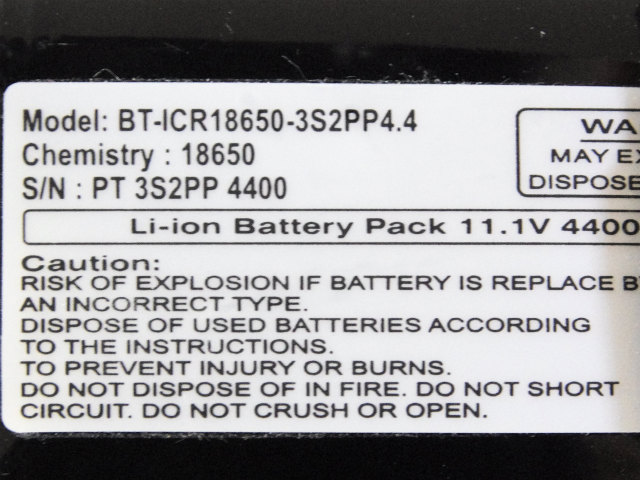 Model: BT-ICR18650-3S2PP4.4
Chemistry : 18650
S/N : PT 3S2PP 4400
WA
MAY EX
DISPOSE
Li-ion Battery Pack 11.1V 4400
Caution:
RISK OF EXPLOSION IF BATTERY IS REPLACE B
AN INCORRECT TYPE.
DISPOSE OF USED BATTERIES ACCORDING
TO THE INSTRUCTIONS.
TO PREVENT INJURY OR BURNS.
DO NOT DISPOSE OF IN FIRE. DO NOT SHORT
CIRCUIT. DO NOT CRUSH OR OPEN.